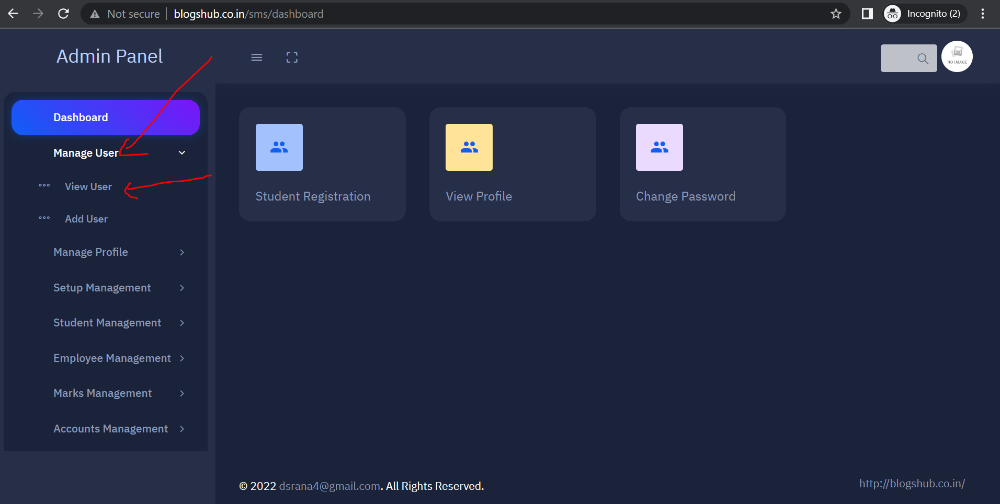 Not secure | blogshub.co.in/sms/dashboard
Incognito (2)
Admin Panel
NO IMAGE
Dashboard
Manage User
View User
Add User
Manage Profile
Setup Management
Student Management
Employee Management
Marks Management
Accounts Management
Student Registration
View Profile
Change Password
© 2022 dsrana4@gmail.com. All Rights Reserved.
http://blogshub.co.in/